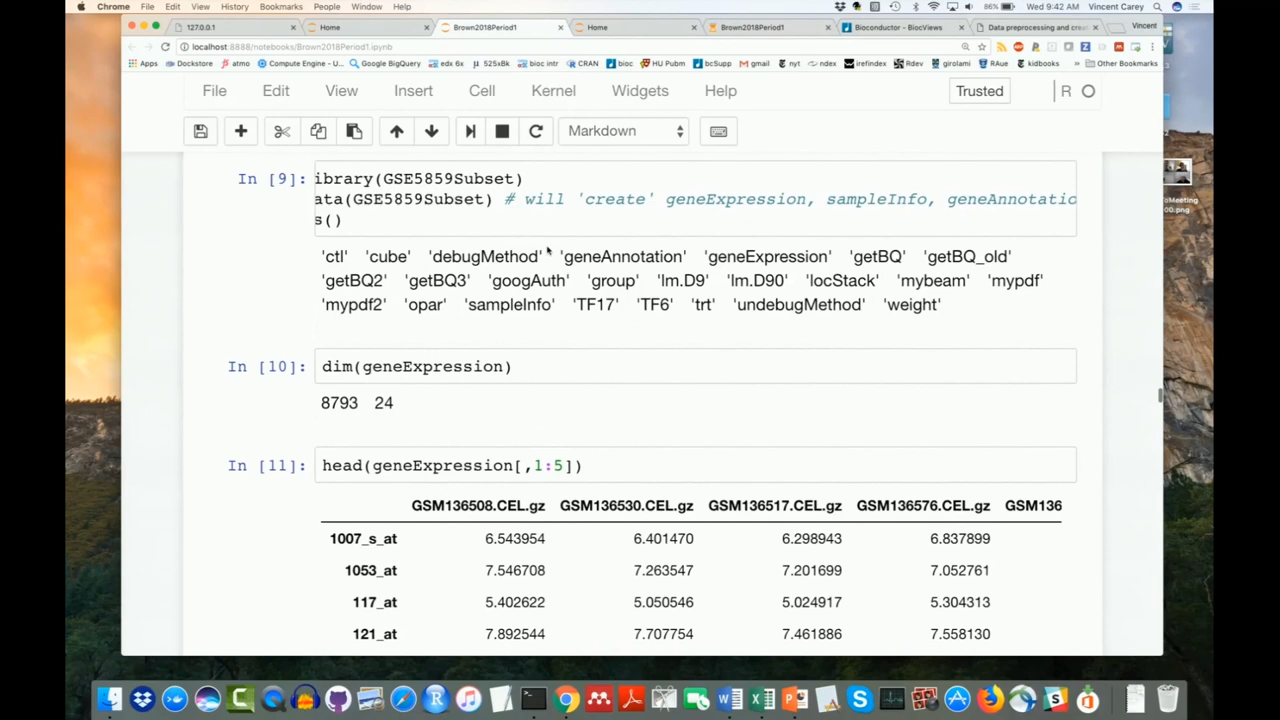 Chrome File Edit View History Bookmarks People Window Help 86% Wed 9:42 AM Vincent Carey
127.0.0.1 Home Brown2018Period1 Home Brown2018Period1 Bioconductor - BiocViews Data preprocessing and crea Vincent
localhost:8888/notebooks/Brown2018Period1.ipynb
Apps Dockstore atmo Compute Engine - U... Google BigQuery edx 6x 525xBk bioc intr CRAN bioc HU Pubm bcSupp gmail nyt ndex irefindex Rdev girolami RAue kidbooks » Other Bookmarks
File Edit View Insert Cell Kernel Widgets Help Trusted R
Markdown
In [9]: ibrary(GSE5859Subset)
ata(GSE5859Subset) # will 'create' geneExpression, sampleInfo, geneAnnotatio
s()
'ctl' 'cube' 'debugMethod' 'geneAnnotation' 'geneExpression' 'getBQ' 'getBQ_old'
'getBQ2' 'getBQ3' 'googAuth' 'group' 'lm.D9' 'lm.D90' 'locStack' 'mybeam' 'mypdf'
'mypdf2' 'opar' 'sampleInfo' 'TF17' 'TF6' 'trt' 'undebugMethod' 'weight'
In [10]: dim(geneExpression)
8793 24
In [11]: head(geneExpression[,1:5])
GSM136508.CEL.gz GSM136530.CEL.gz GSM136517.CEL.gz GSM136576.CEL.gz GSM136
1007_s_at 6.543954 6.401470 6.298943 6.837899
1053_at 7.546708 7.263547 7.201699 7.052761
117_at 5.402622 5.050546 5.024917 5.304313
121_at 7.892544 7.707754 7.461886 7.558130